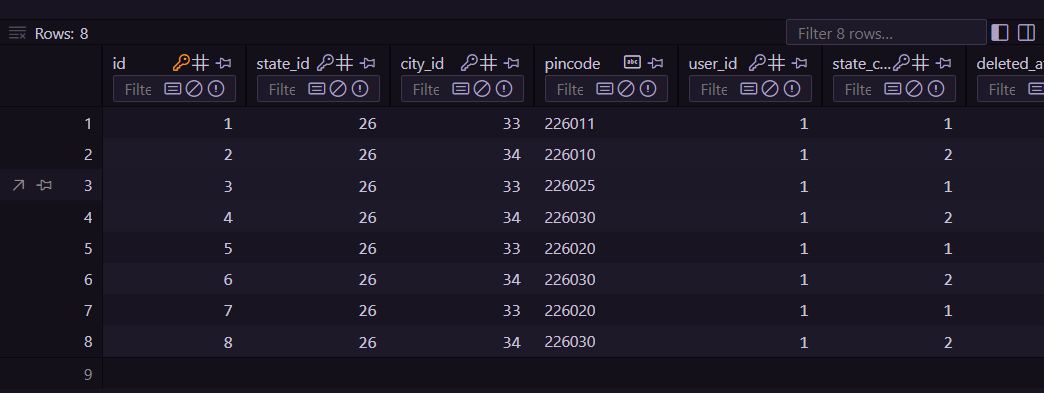 Rows: 8 Filter 8 rows...
id state_id city_id pincode user_id state_c... deleted_a
Filte Filte Filte Filte Filte Filte Filte
1 1 26 33 226011 1 1
2 2 26 34 226010 1 2
3 3 26 33 226025 1 1
4 4 26 34 226030 1 2
5 5 26 33 226020 1 1
6 6 26 34 226030 1 2
7 7 26 33 226020 1 1
8 8 26 34 226030 1 2
9